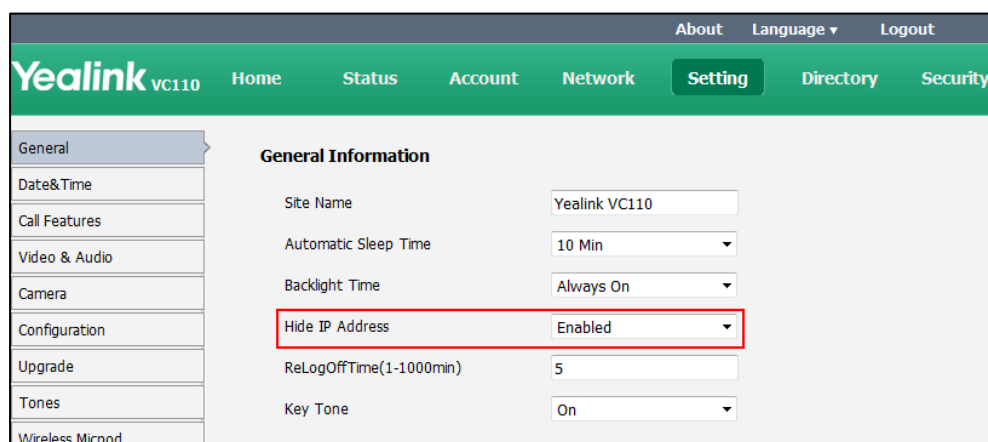 About Language ▾ Logout
Yealink VC110 Home Status Account Network Setting Directory Security
General
Date&Time
Call Features
Video & Audio
Camera
Configuration
Upgrade
Tones
Wireless Micpod
General Information
Site Name Yealink VC110
Automatic Sleep Time 10 Min
Backlight Time Always On
Hide IP Address Enabled
ReLogOffTime(1-1000min) 5
Key Tone On